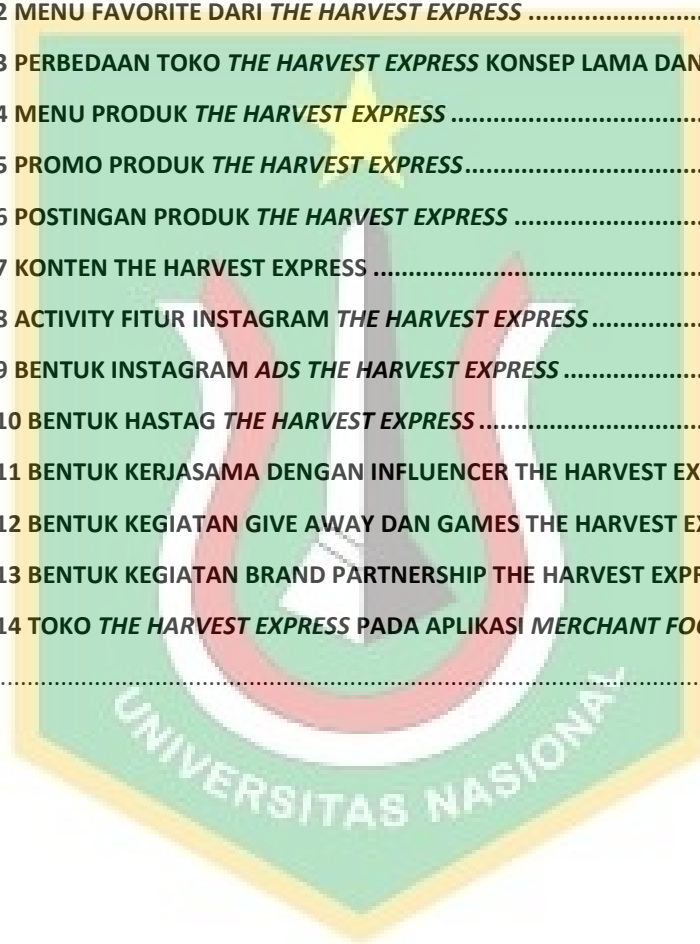 2 MENU FAVORITE DARI THE HARVEST EXPRESS ..........................
3 PERBEDAAN TOKO THE HARVEST EXPRESS KONSEP LAMA DAN
4 MENU PRODUK THE HARVEST EXPRESS ......................................
5 PROMO PRODUK THE HARVEST EXPRESS....................................
6 POSTINGAN PRODUK THE HARVEST EXPRESS ............................
7 KONTEN THE HARVEST EXPRESS .................................................
8 ACTIVITY FITUR INSTAGRAM THE HARVEST EXPRESS................
9 BENTUK INSTAGRAM ADS THE HARVEST EXPRESS ....................
10 BENTUK HASTAG THE HARVEST EXPRESS .................................
11 BENTUK KERJASAMA DENGAN INFLUENCER THE HARVEST EX
12 BENTUK KEGIATAN GIVE AWAY DAN GAMES THE HARVEST EX
13 BENTUK KEGIATAN BRAND PARTNERSHIP THE HARVEST EXPR
14 TOKO THE HARVEST EXPRESS PADA APLIKASI MERCHANT FOO
....................................................................................................
UNIVERSITAS NASIONAL